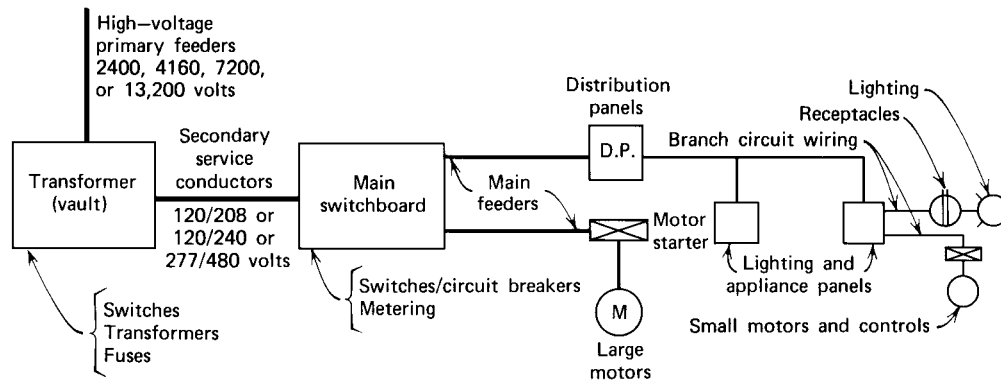 High–voltage
primary feeders
2400, 4160, 7200,
or 13,200 volts
Transformer
(vault)
Switches
Transformers
Fuses
Secondary
service
conductors
120/208 or
120/240 or
277/480 volts
Main
switchboard
Switches/circuit breakers
Metering
Main
feeders
Distribution
panels
D.P.
Motor
starter
M
Large
motors
Branch circuit wiring
Receptacles
Lighting
Lighting and
appliance panels
Small motors and controls